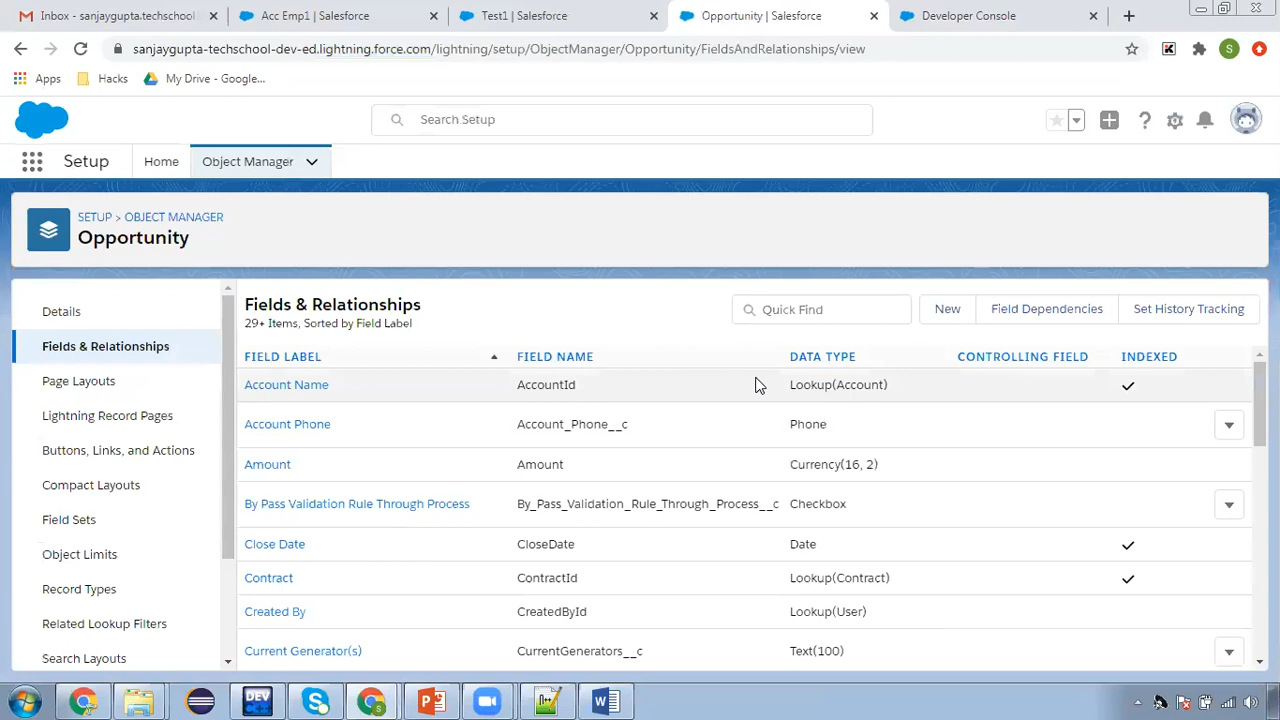 Inbox - sanjaygupta.techschool
Acc Emp1 | Salesforce
Test1 | Salesforce
Opportunity | Salesforce
Developer Console
sanjaygupta-techschool-dev-ed.lightning.force.com/lightning/setup/ObjectManager/Opportunity/FieldsAndRelationships/view
S
Apps
Hacks
My Drive - Google...
Search Setup
Setup
Home
Object Manager
SETUP > OBJECT MANAGER
Opportunity
Details
Fields & Relationships
Page Layouts
Lightning Record Pages
Buttons, Links, and Actions
Compact Layouts
Field Sets
Object Limits
Record Types
Related Lookup Filters
Search Layouts
Fields & Relationships
29+ Items, Sorted by Field Label
Quick Find
New
Field Dependencies
Set History Tracking
FIELD LABEL FIELD NAME DATA TYPE CONTROLLING FIELD INDEXED
Account Name AccountId Lookup(Account)
Account Phone Account_Phone__c Phone
Amount Amount Currency(16, 2)
By Pass Validation Rule Through Process By_Pass_Validation_Rule_Through_Process__c Checkbox
Close Date CloseDate Date
Contract ContractId Lookup(Contract)
Created By CreatedById Lookup(User)
Current Generator(s) CurrentGenerators__c Text(100)
DEV
C++